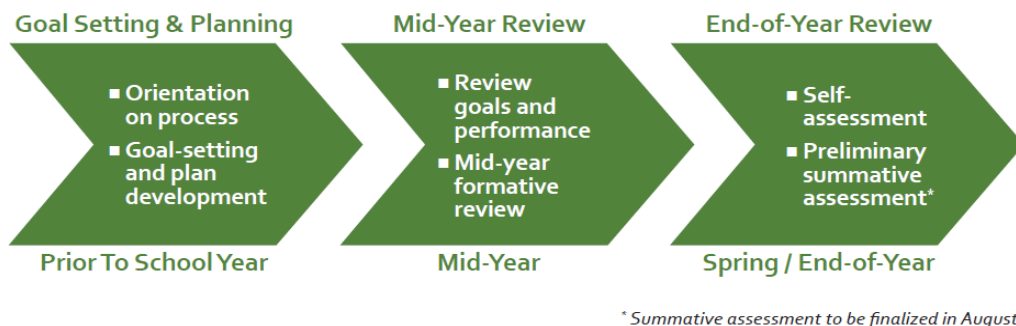 Goal Setting & Planning
■ Orientation
on process
■ Goal-setting
and plan
development
Prior To School Year
Mid-Year Review
■ Review
goals and
performance
■ Mid-year
formative
review
Mid-Year
End-of-Year Review
■ Self-
assessment
■ Preliminary
summative
assessment*
Spring / End-of-Year
* Summative assessment to be finalized in August